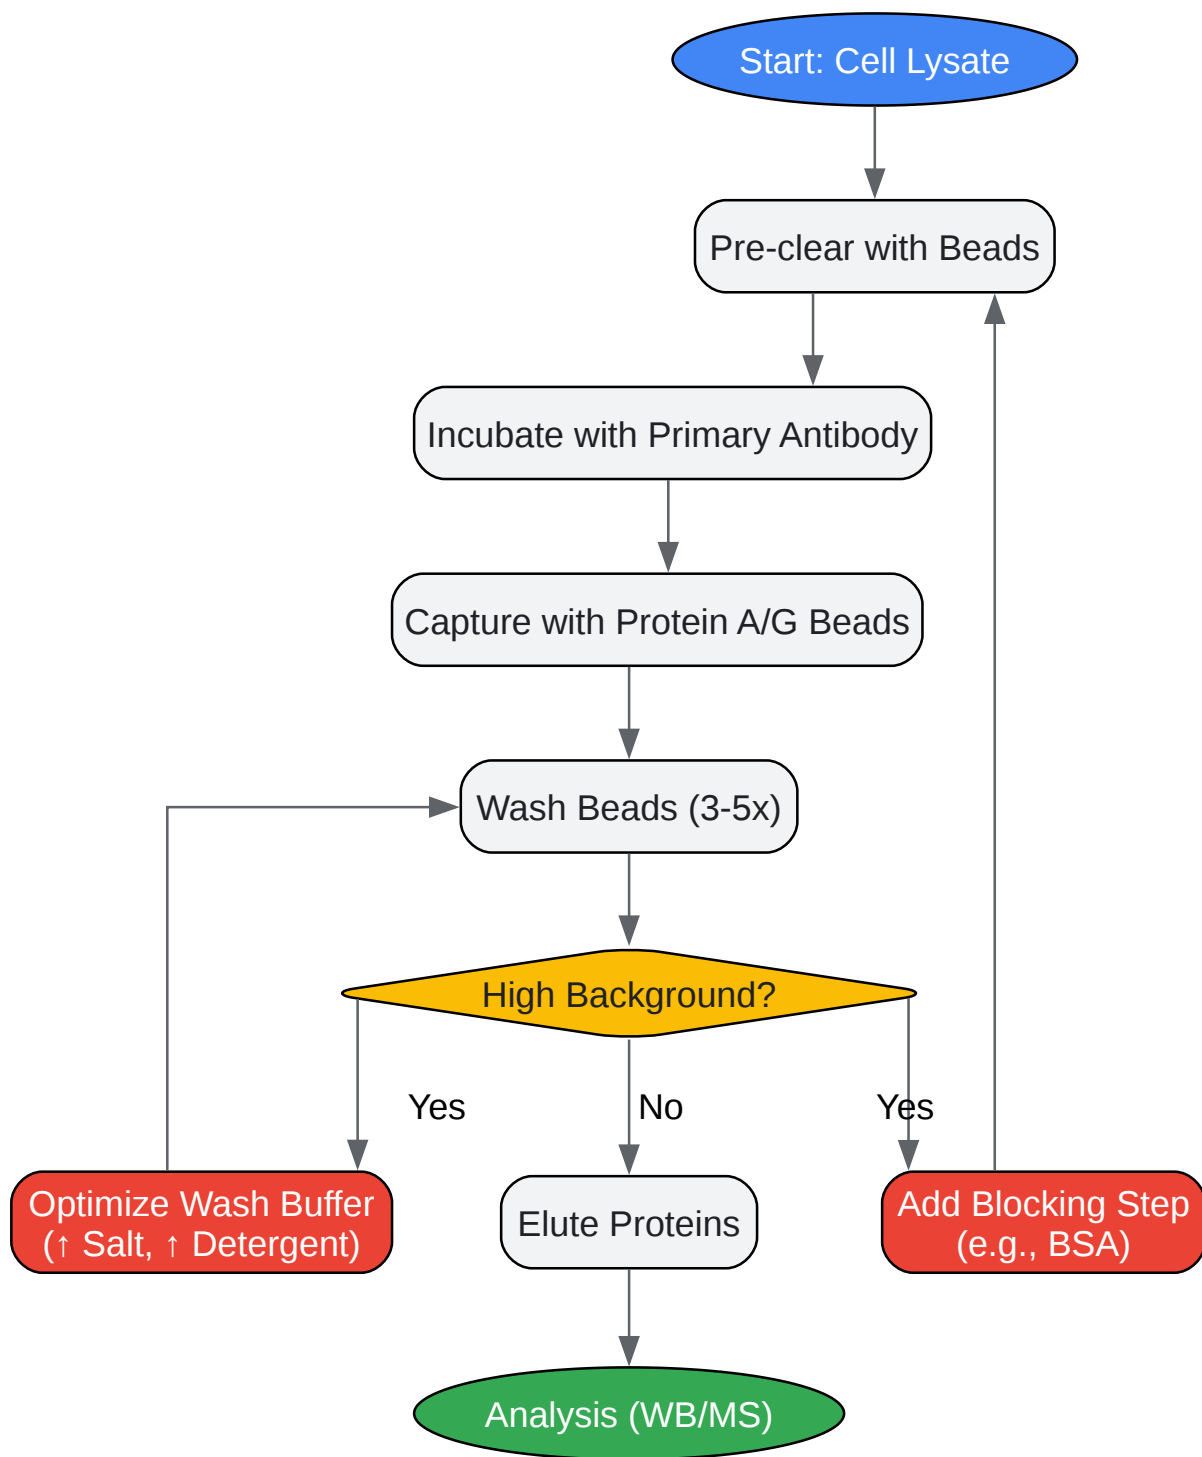 Start: Cell Lysate
Pre-clear with Beads
Incubate with Primary Antibody
Capture with Protein A/G Beads
Wash Beads (3-5x)
High Background?
Yes
No
Yes
Optimize Wash Buffer
(↑ Salt, ↑ Detergent)
Elute Proteins
Add Blocking Step
(e.g., BSA)
Analysis (WB/MS)